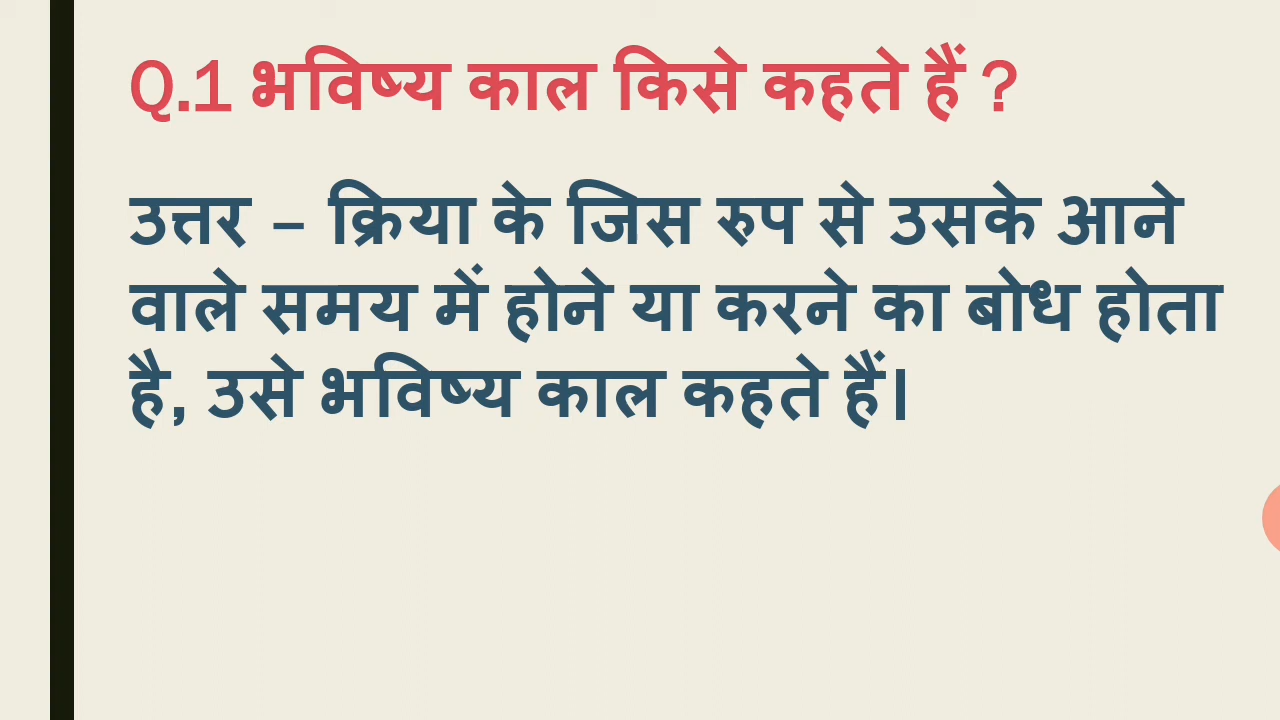 Q.1 भविष्य काल किसे कहते हैं ?
उत्तर – क्रिया के जिस रुप से उसके आने
वाले समय में होने या करने का बोध होता
है, उसे भविष्य काल कहते हैं।